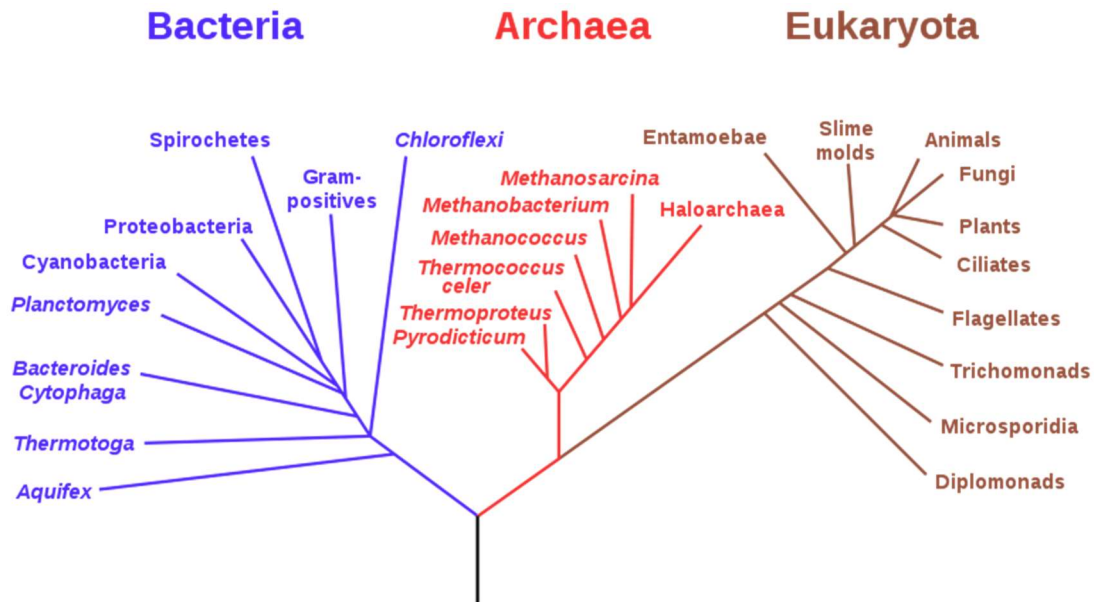 Bacteria
Archaea
Eukaryota
Spirochetes
Gram-
positives
Chloroflexi
Proteobacteria
Cyanobacteria
Planctomyces
Bacteroides
Cytophaga
Thermotoga
Aquifex
Methanosarcina
Methanobacterium
Haloarchaea
Methanococcus
Thermococcus
celer
Thermoproteus
Pyrodicticum
Entamoebae
Slime
molds
Animals
Fungi
Plants
Ciliates
Flagellates
Trichomonads
Microsporidia
Diplomonads